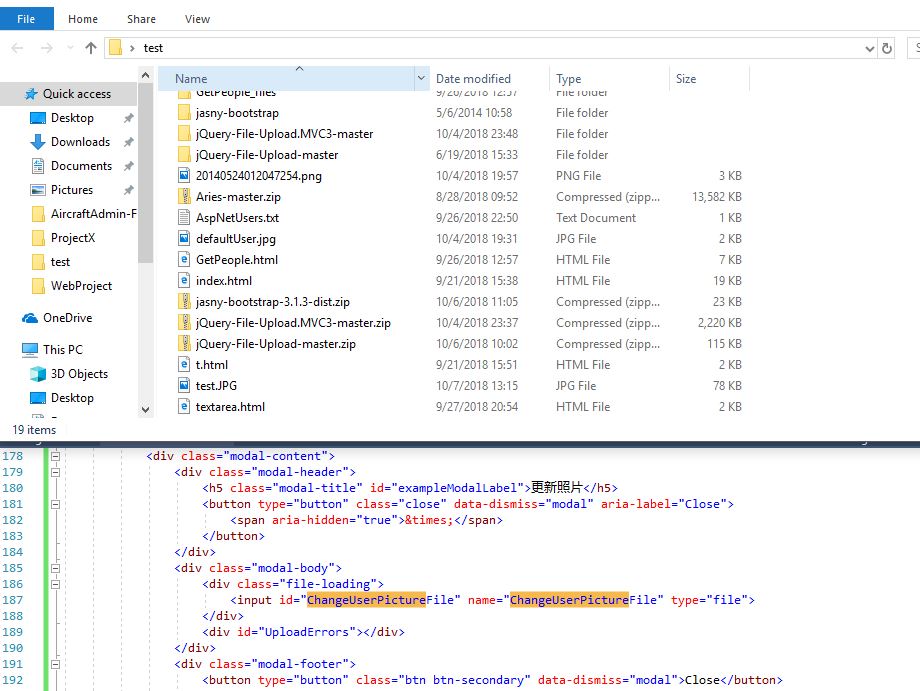 File Home Share View
test
Name Date modified Type Size
Quick access
Desktop
Downloads
Documents
Pictures
AircraftAdmin-F
ProjectX
test
WebProject
OneDrive
This PC
3D Objects
Desktop
GetPeople_files 9/26/2018 12:57 File folder
jasny-bootstrap 5/6/2014 10:58 File folder
jQuery-File-Upload.MVC3-master 10/4/2018 23:48 File folder
jQuery-File-Upload-master 6/19/2018 15:33 File folder
20140524012047254.png 10/4/2018 19:57 PNG File 3 KB
Aries-master.zip 8/28/2018 09:52 Compressed (zipp... 13,582 KB
AspNetUsers.txt 9/26/2018 22:50 Text Document 1 KB
defaultUser.jpg 10/4/2018 19:31 JPG File 2 KB
GetPeople.html 9/26/2018 12:57 HTML File 7 KB
index.html 9/21/2018 15:38 HTML File 19 KB
jasny-bootstrap-3.1.3-dist.zip 10/6/2018 11:05 Compressed (zipp... 23 KB
jQuery-File-Upload.MVC3-master.zip 10/4/2018 23:37 Compressed (zipp... 2,220 KB
jQuery-File-Upload-master.zip 10/6/2018 10:02 Compressed (zipp... 115 KB
t.html 9/21/2018 15:51 HTML File 2 KB
test.JPG 10/7/2018 13:15 JPG File 78 KB
textarea.html 9/27/2018 20:54 HTML File 2 KB
19 items
178 <div class="modal-content">
179 <div class="modal-header">
180 <h5 class="modal-title" id="exampleModalLabel">更新照片</h5>
181 <button type="button" class="close" data-dismiss="modal" aria-label="Close">
182 <span aria-hidden="true">&times;</span>
183 </button>
184 </div>
185 <div class="modal-body">
186 <div class="file-loading">
187 <input id="ChangeUserPictureFile" name="ChangeUserPictureFile" type="file">
188 </div>
189 <div id="UploadErrors"></div>
190 </div>
191 <div class="modal-footer">
192 <button type="button" class="btn btn-secondary" data-dismiss="modal">Close</button>